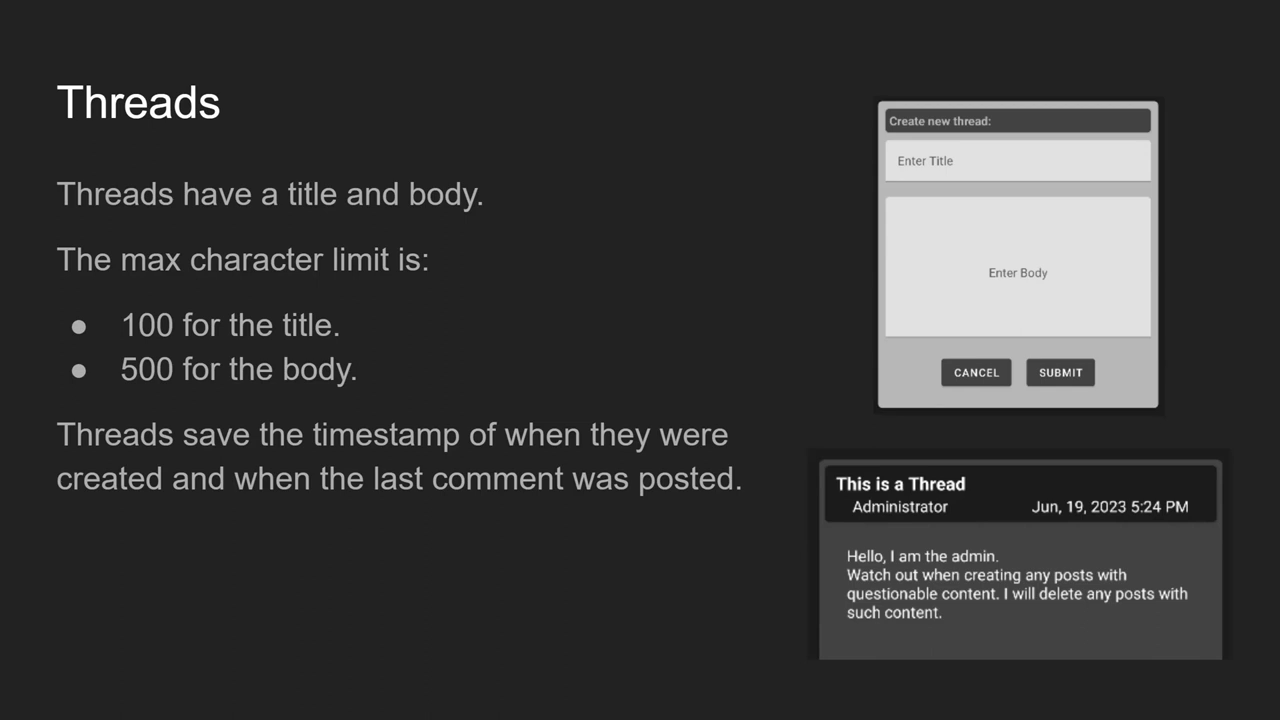 Threads
Threads have a title and body.
The max character limit is:
● 100 for the title.
● 500 for the body.
Threads save the timestamp of when they were
created and when the last comment was posted.
Create new thread:
Enter Title
Enter Body
CANCEL SUBMIT
This is a Thread
Administrator Jun, 19, 2023 5:24 PM
Hello, I am the admin.
Watch out when creating any posts with
questionable content. I will delete any posts with
such content.